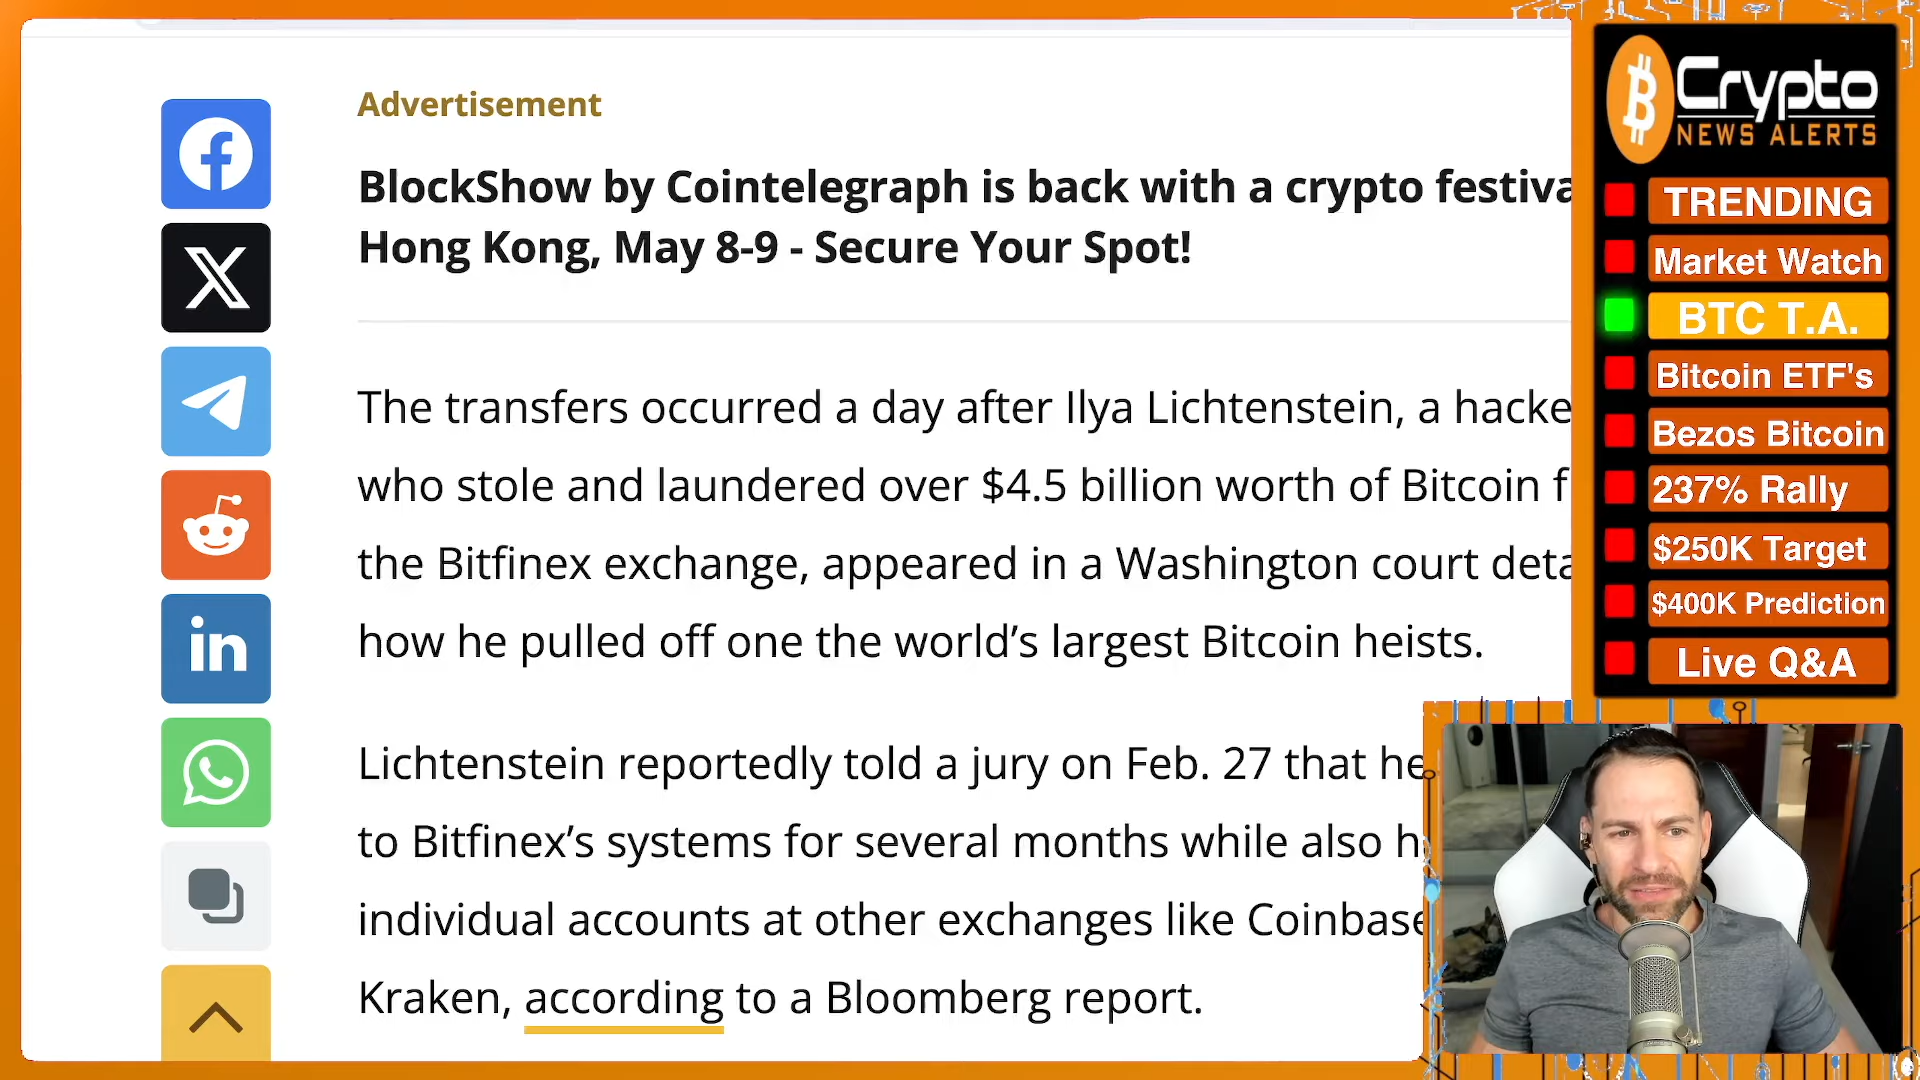 Advertisement
BlockShow by Cointelegraph is back with a crypto festiva
Hong Kong, May 8-9 - Secure Your Spot!
The transfers occurred a day after Ilya Lichtenstein, a hacke
who stole and laundered over $4.5 billion worth of Bitcoin f
the Bitfinex exchange, appeared in a Washington court deta
how he pulled off one the world's largest Bitcoin heists.
Lichtenstein reportedly told a jury on Feb. 27 that he
to Bitfinex's systems for several months while also h
individual accounts at other exchanges like Coinbase
Kraken, according to a Bloomberg report.
in
Crypto
NEWS ALERTS
TRENDING
Market Watch
BTC T.A.
Bitcoin ETF's
Bezos Bitcoin
237% Rally
$250K Target
$400K Prediction
Live Q&A